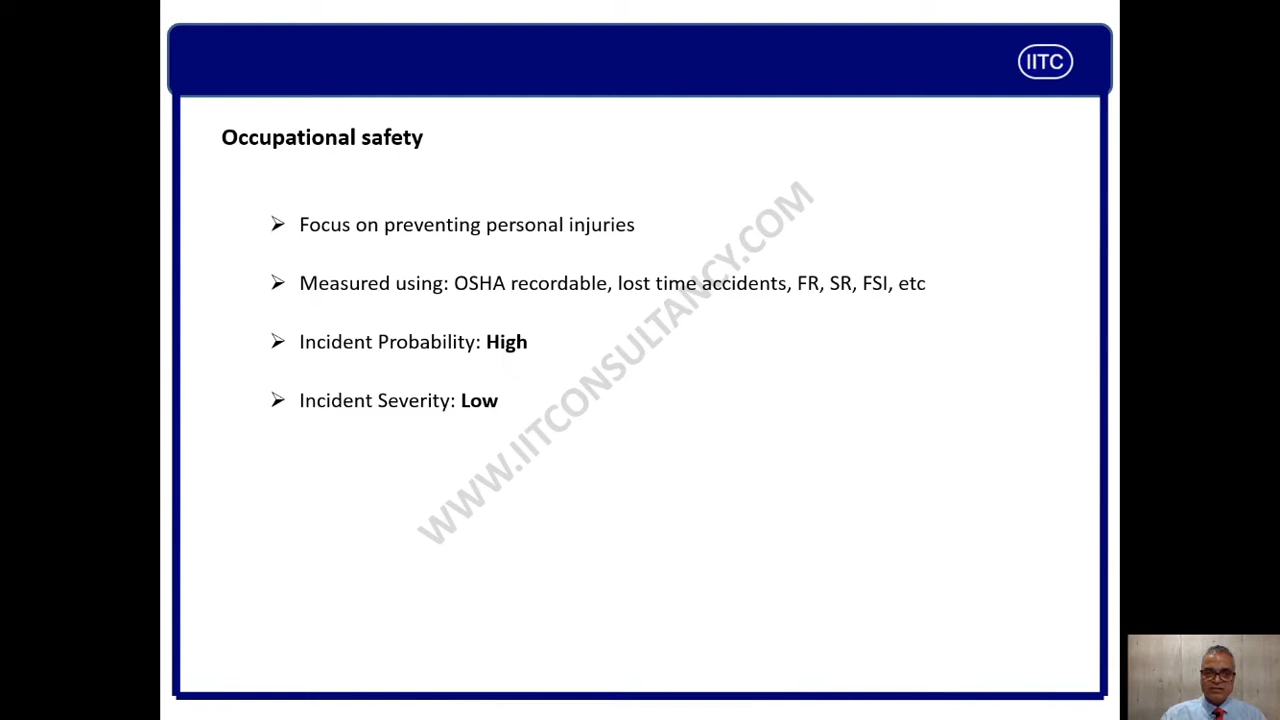 IITC
Occupational safety
➢ Focus on preventing personal injuries
➢ Measured using: OSHA recordable, lost time accidents, FR, SR, FSI, etc
➢ Incident Probability: High
➢ Incident Severity: Low
WWW.IITCONSULTANCY.COM